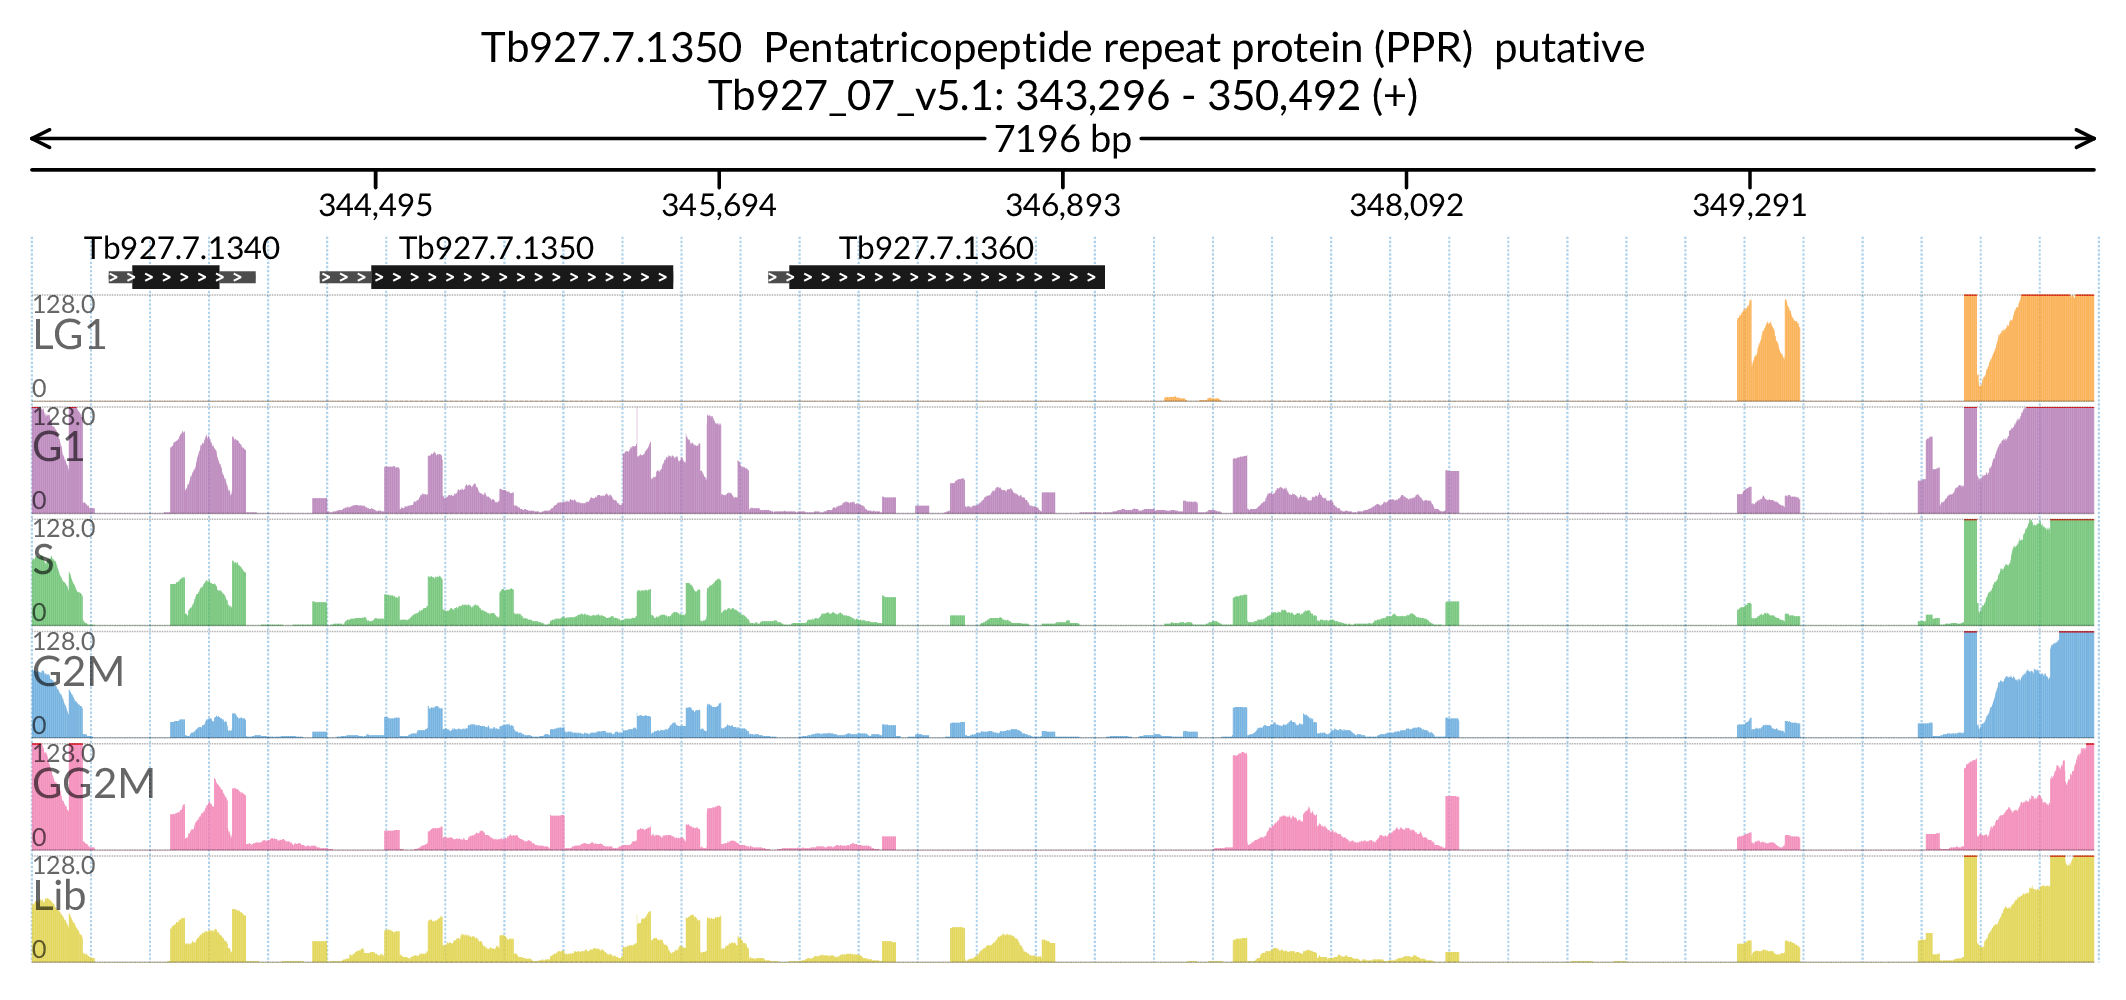 Tb927.7.1350 Pentatricopeptide repeat protein (PPR) putative
Tb927_07_v5.1: 343,296 - 350,492 (+)
7196 bp
344,495 345,694 346,893 348,092 349,291
Tb927.7.1340 Tb927.7.1350 Tb927.7.1360
128.0
LG1
0
128.0
G1
0
128.0
S
0
128.0
G2M
0
128.0
GG2M
0
128.0
Lib
0